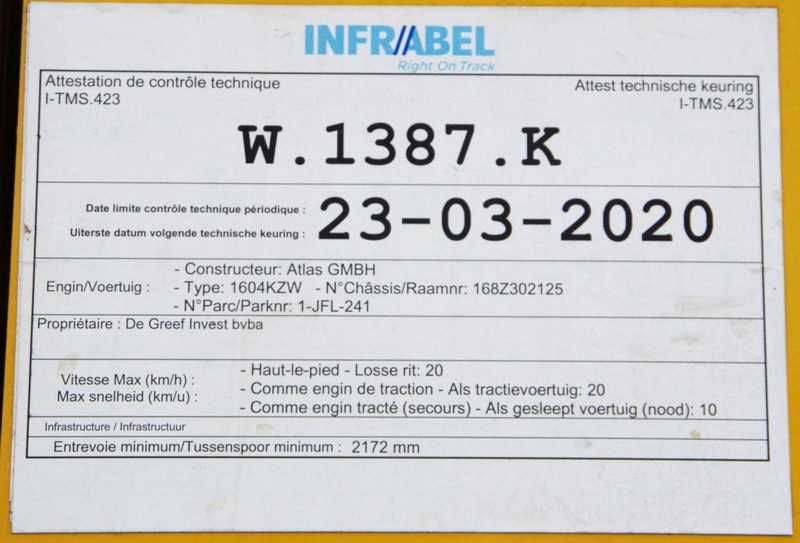 INFRABEL
Right On Track
Attestation de contrôle technique
I-TMS.423
Attest technische keuring
I-TMS.423
W.1387.K
Date limite contrôle technique périodique :
Uiterste datum volgende technische keuring :
23-03-2020
Engin/Voertuig :
- Constructeur: Atlas GMBH
- Type: 1604KZW - N°Châssis/Raamnr: 168Z302125
- N°Parc/Parknr: 1-JFL-241
Propriétaire : De Greef Invest bvba
Vitesse Max (km/h) :
Max snelheid (km/u) :
- Haut-le-pied - Losse rit: 20
- Comme engin de traction - Als tractievoertuig: 20
- Comme engin tracté (secours) - Als gesleept voertuig (nood): 10
Infrastructure / Infrastructuur
Entrevoie minimum/Tussenspoor minimum : 2172 mm